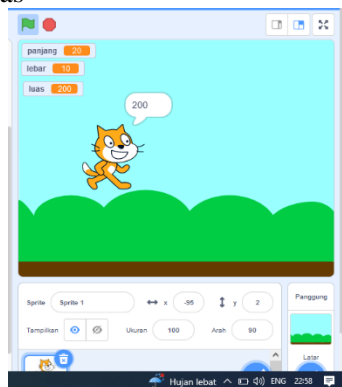 panjang 20
lebar 10
luas 200
200
Sprite Sprite 1 x -95 y 2
Tampilkan Ukuran 100 Arah 90
Panggung
Latar
Hujan lebat ENG 22:58